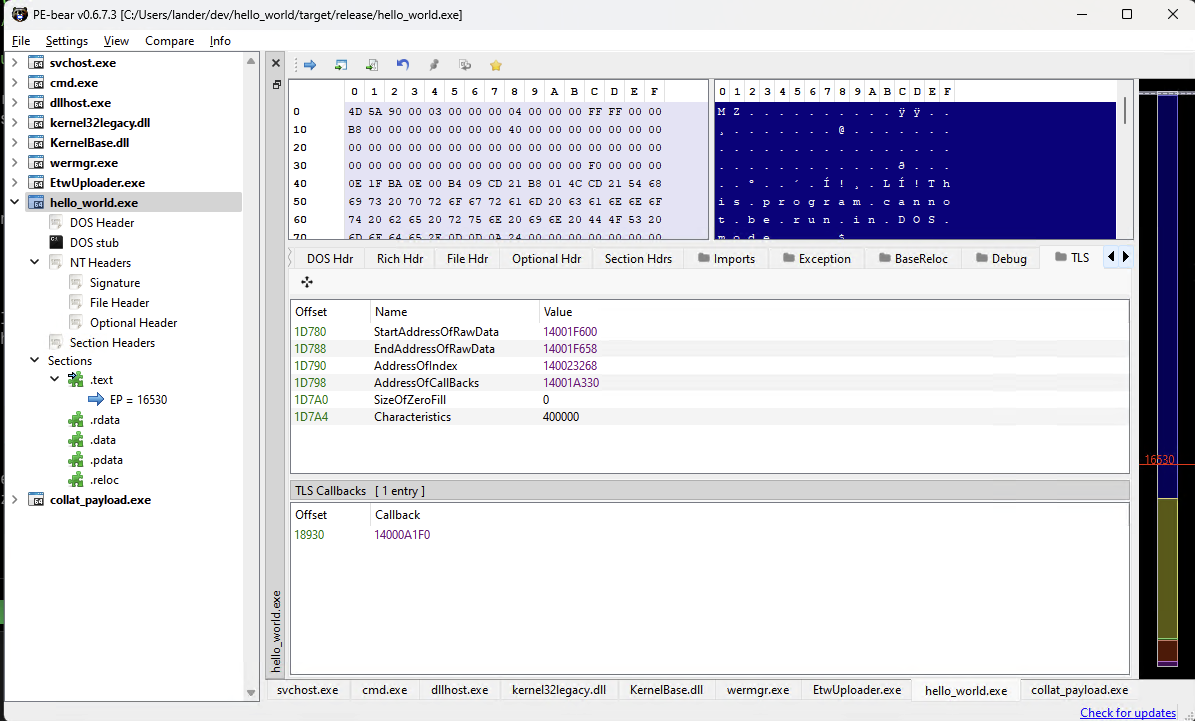 PE-bear v0.6.7.3 [C:/Users/lander/dev/hello_world/target/release/hello_world.exe]
File Settings View Compare Info
svchost.exe
cmd.exe
dllhost.exe
kernel32legacy.dll
KernelBase.dll
wermgr.exe
EtwUploader.exe
hello_world.exe
DOS Header
DOS stub
NT Headers
Signature
File Header
Optional Header
Section Headers
Sections
.text
EP = 16530
.rdata
.data
.pdata
.reloc
collat_payload.exe
hello_world.exe
0 1 2 3 4 5 6 7 8 9 A B C D E F
0 4D 5A 90 00 03 00 00 00 04 00 00 00 FF FF 00 00
10 B8 00 00 00 00 00 00 00 40 00 00 00 00 00 00 00
20 00 00 00 00 00 00 00 00 00 00 00 00 00 00 00 00
30 00 00 00 00 00 00 00 00 00 00 00 00 F0 00 00 00
40 0E 1F BA 0E 00 B4 09 CD 21 B8 01 4C CD 21 54 68
50 69 73 20 70 72 6F 67 72 61 6D 20 63 61 6E 6E 6F
60 74 20 62 65 20 72 75 6E 20 69 6E 20 44 4F 53 20
70 6D 6F 64 65 2E 0D 0D 0A 24 00 00 00 00 00 00 00
0 1 2 3 4 5 6 7 8 9 A B C D E F
M Z . . . . . . . . . . ÿ ÿ . .
¸ . . . . . . . @ . . . . . . .
. . . . . . . . . . . . . . . .
. . . . . . . . . . . . ð . . .
. . º . . ´ . Í ! ¸ . L Í ! T h
i s . p r o g r a m . c a n n o
t . b e . r u n . i n . D O S .
m o d e . . . . $ . . . . . . .
DOS Hdr Rich Hdr File Hdr Optional Hdr Section Hdrs Imports Exception BaseReloc Debug TLS
Offset Name Value
1D780 StartAddressOfRawData 14001F600
1D788 EndAddressOfRawData 14001F658
1D790 AddressOfIndex 140023268
1D798 AddressOfCallBacks 14001A330
1D7A0 SizeOfZeroFill 0
1D7A4 Characteristics 400000
TLS Callbacks [ 1 entry ]
Offset Callback
18930 14000A1F0
16530
svchost.exe cmd.exe dllhost.exe kernel32legacy.dll KernelBase.dll wermgr.exe EtwUploader.exe hello_world.exe collat_payload.exe
Check for updates